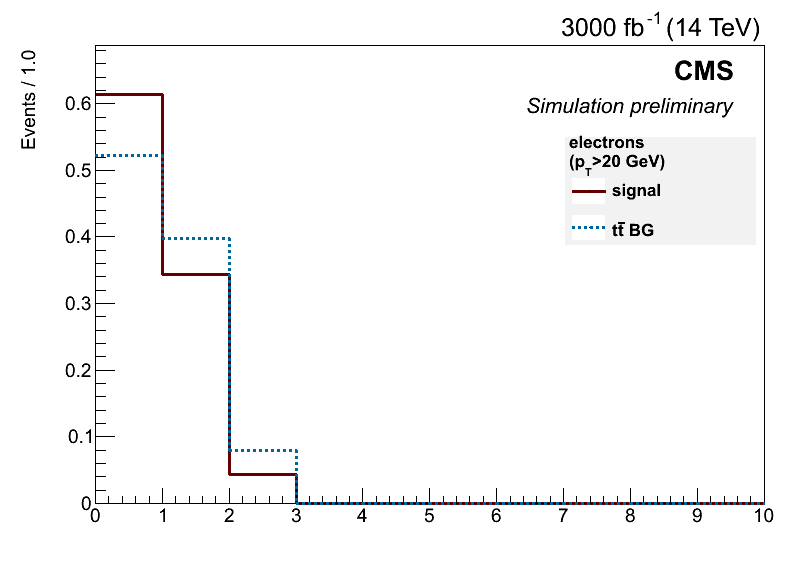 3000 fb⁻¹ (14 TeV)
CMS
Simulation preliminary
electrons
(p_T>20 GeV)
signal
tt̄ BG
Events / 1.0
0.6
0.5
0.4
0.3
0.2
0.1
0
0 1 2 3 4 5 6 7 8 9 10